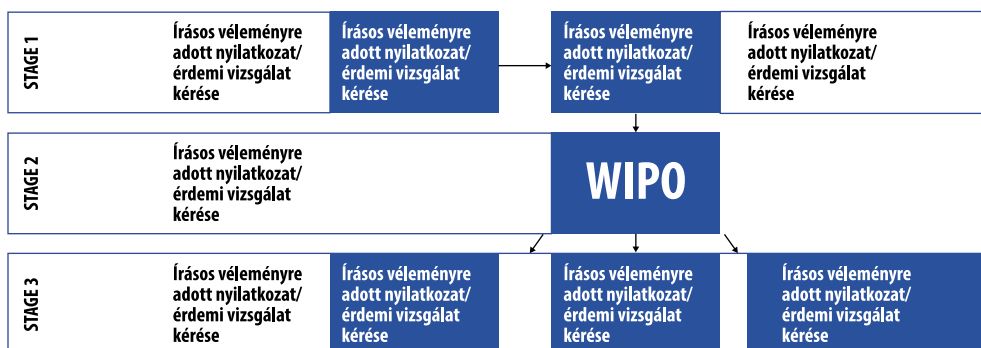 STAGE 1
Írásos véleményre
adott nyilatkozat/
érdemi vizsgálat
kérése
Írásos véleményre
adott nyilatkozat/
érdemi vizsgálat
kérése
Írásos véleményre
adott nyilatkozat/
érdemi vizsgálat
kérése
Írásos véleményre
adott nyilatkozat/
érdemi vizsgálat
kérése
STAGE 2
Írásos véleményre
adott nyilatkozat/
érdemi vizsgálat
kérése
WIPO
STAGE 3
Írásos véleményre
adott nyilatkozat/
érdemi vizsgálat
kérése
Írásos véleményre
adott nyilatkozat/
érdemi vizsgálat
kérése
Írásos véleményre
adott nyilatkozat/
érdemi vizsgálat
kérése
Írásos véleményre
adott nyilatkozat/
érdemi vizsgálat
kérése